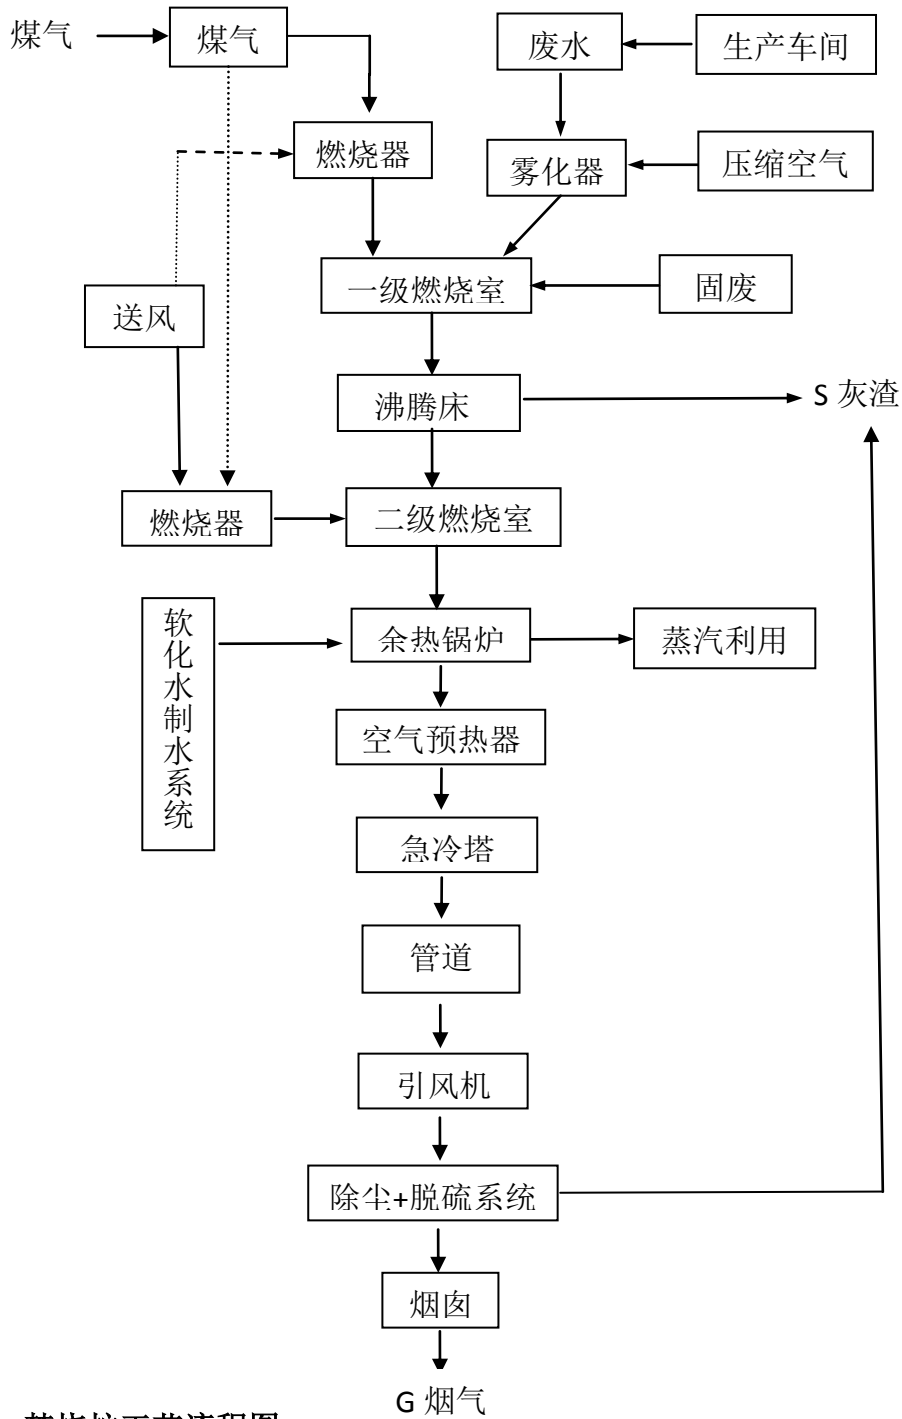 煤气
煤气
废水
生产车间
燃烧器
雾化器
压缩空气
一级燃烧室
固废
送风
沸腾床
S 灰渣
燃烧器
二级燃烧室
软化水制水系统
余热锅炉
蒸汽利用
空气预热器
急冷塔
管道
引风机
除尘+脱硫系统
烟囱
G 烟气